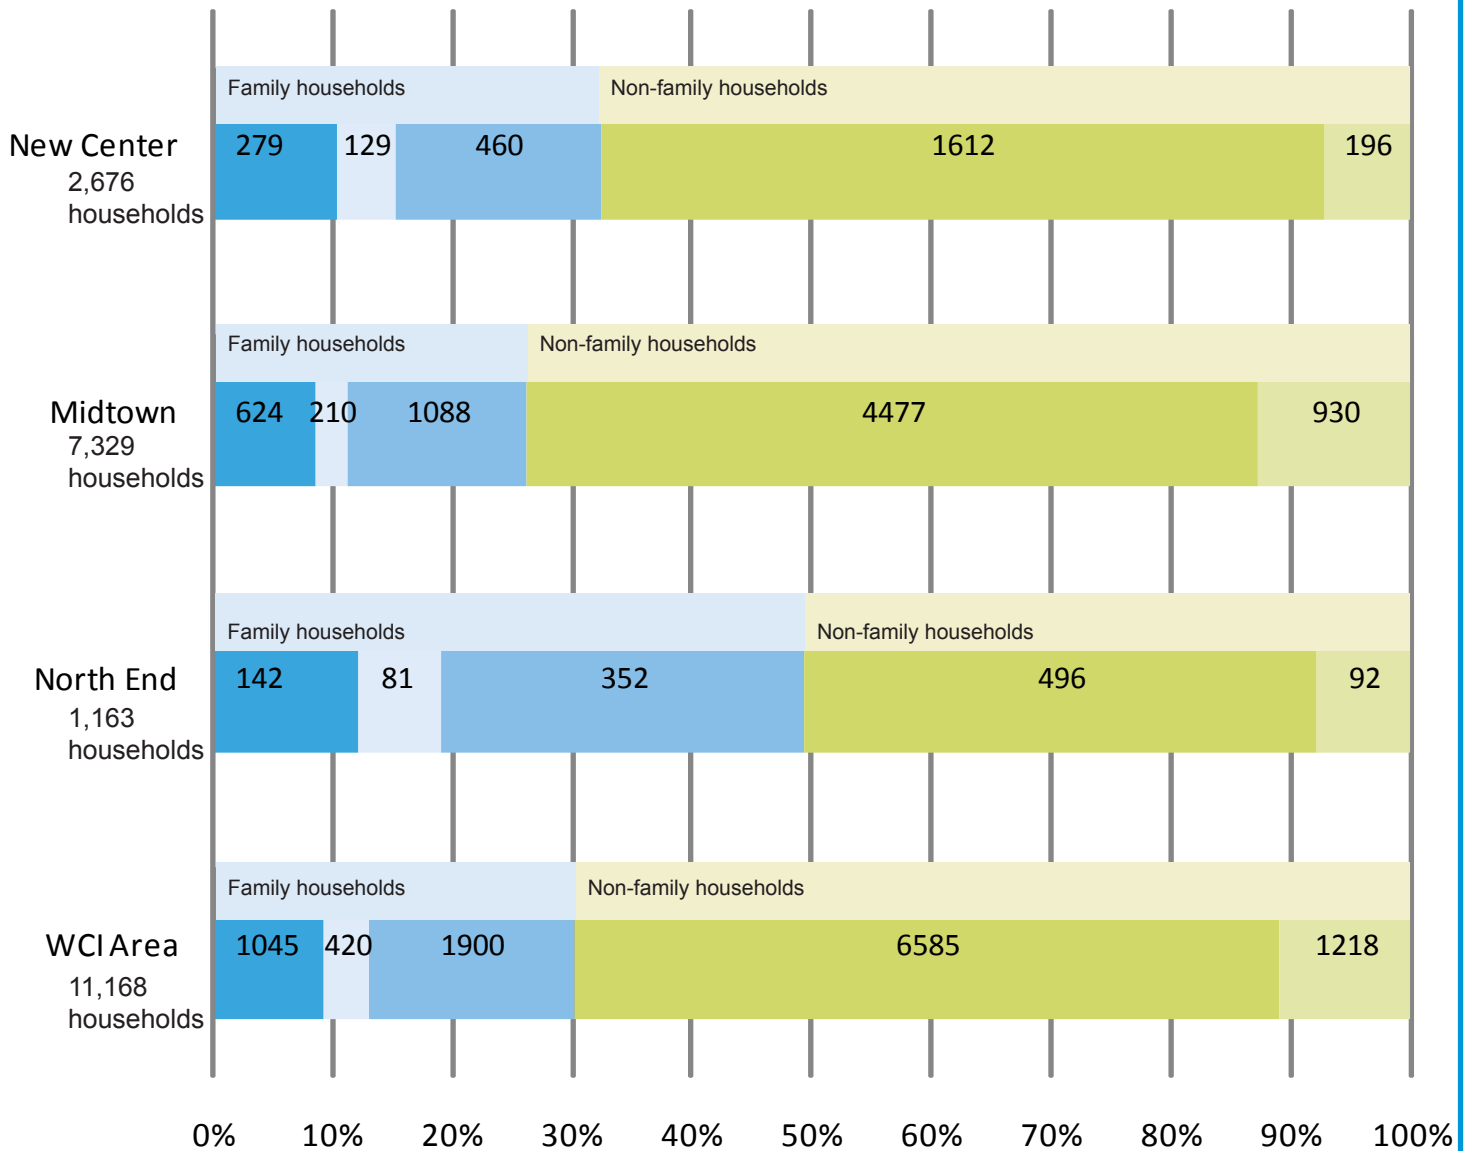 Family households Non-family households
New Center 279 129 460 1612 196
2,676
households
Family households Non-family households
Midtown 624 210 1088 4477 930
7,329
households
Family households Non-family households
North End 142 81 352 496 92
1,163
households
Family households Non-family households
WCI Area 1045 420 1900 6585 1218
11,168
households
0% 10% 20% 30% 40% 50% 60% 70% 80% 90% 100%